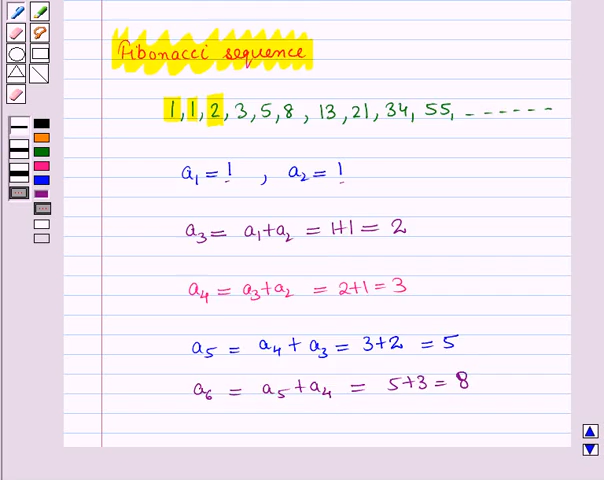 Fibonacci sequence
1, 1, 2, 3, 5, 8, 13, 21, 34, 55, -------
a₁ = 1 , a₂ = 1
a₃ = a₁+a₂ = 1+1 = 2
a₄ = a₃+a₂ = 2+1 = 3
a₅ = a₄ + a₃ = 3+2 = 5
a₆ = a₅ + a₄ = 5+3 = 8